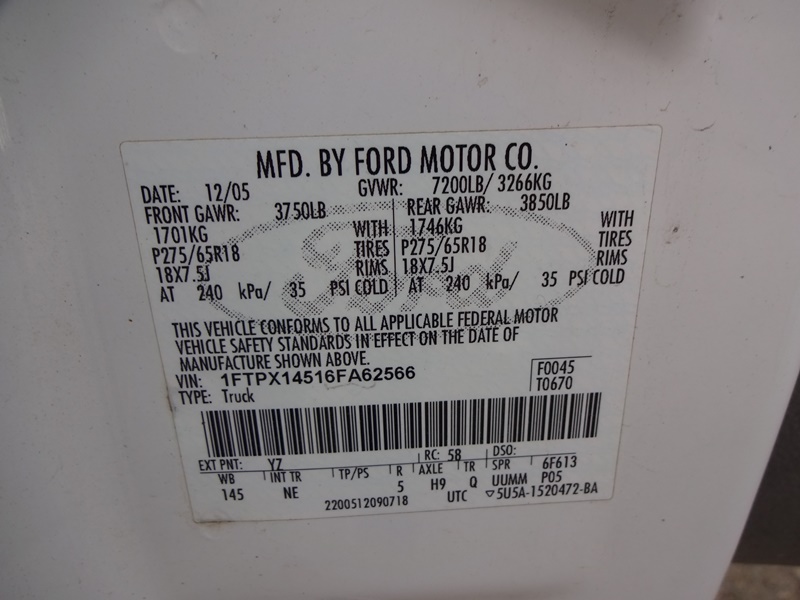 MFD. BY FORD MOTOR CO.
DATE: 12/05 GVWR: 7200LB/ 3266KG
FRONT GAWR: 3750LB REAR GAWR: 3850LB
1701KG WITH 1746KG WITH
P275/65R18 TIRES P275/65R18 TIRES
18X7.5J RIMS 18X7.5J RIMS
AT 240 kPa/ 35 PSI COLD AT 240 kPa/ 35 PSI COLD
Ford
THIS VEHICLE CONFORMS TO ALL APPLICABLE FEDERAL MOTOR
VEHICLE SAFETY STANDARDS IN EFFECT ON THE DATE OF
MANUFACTURE SHOWN ABOVE.
VIN: 1FTPX14516FA62566 F0045
TYPE: Truck T0670
EXT PNT: YZ RC: 58 DSO:
WB INT TR TP/PS R AXLE TR SPR 6F613
145 NE 5 H9 Q UUMM P05
2200512090718 UTC ▽5U5A-1520472-BA